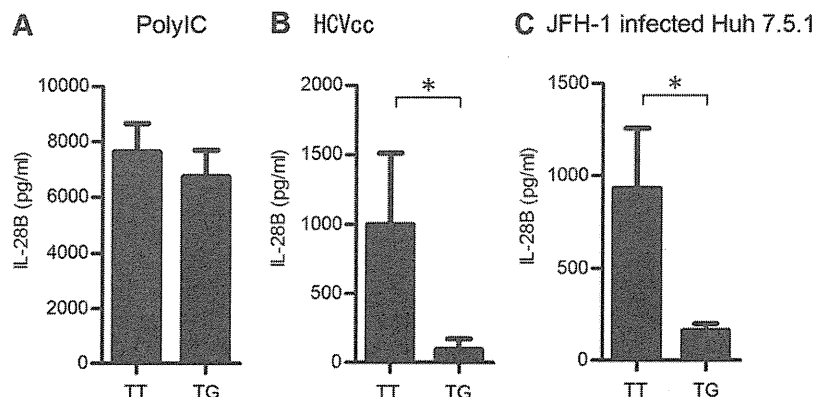 A PolyIC
IL-28B (pg/ml)
10000
8000
6000
4000
2000
0
TT TG
B HCVcc
IL-28B (pg/ml)
2000
1500
1000
500
0
*
TT TG
C JFH-1 infected Huh 7.5.1
IL-28B (pg/ml)
1500
1000
500
0
*
TT TG